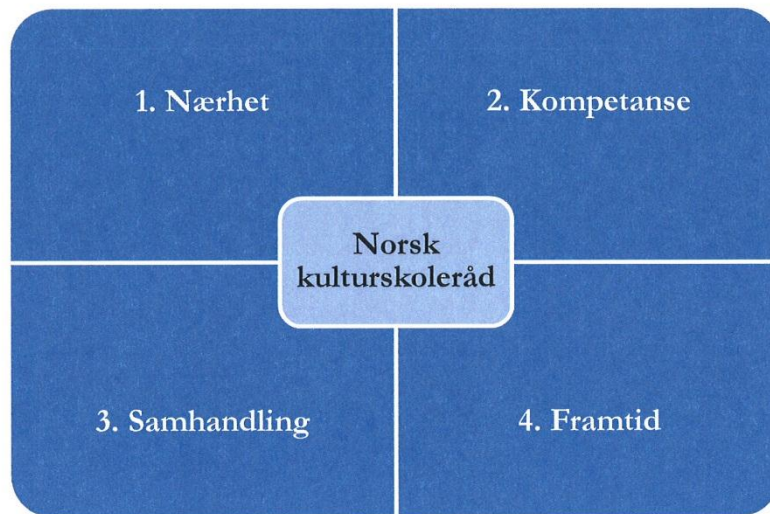 1. Nærhet
2. Kompetanse
Norsk
kulturskoleråd
3. Samhandling
4. Framtid